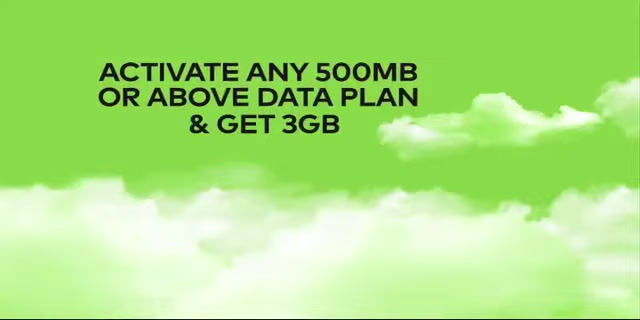 ACTIVATE ANY 500MB
OR ABOVE DATA PLAN
& GET 3GB